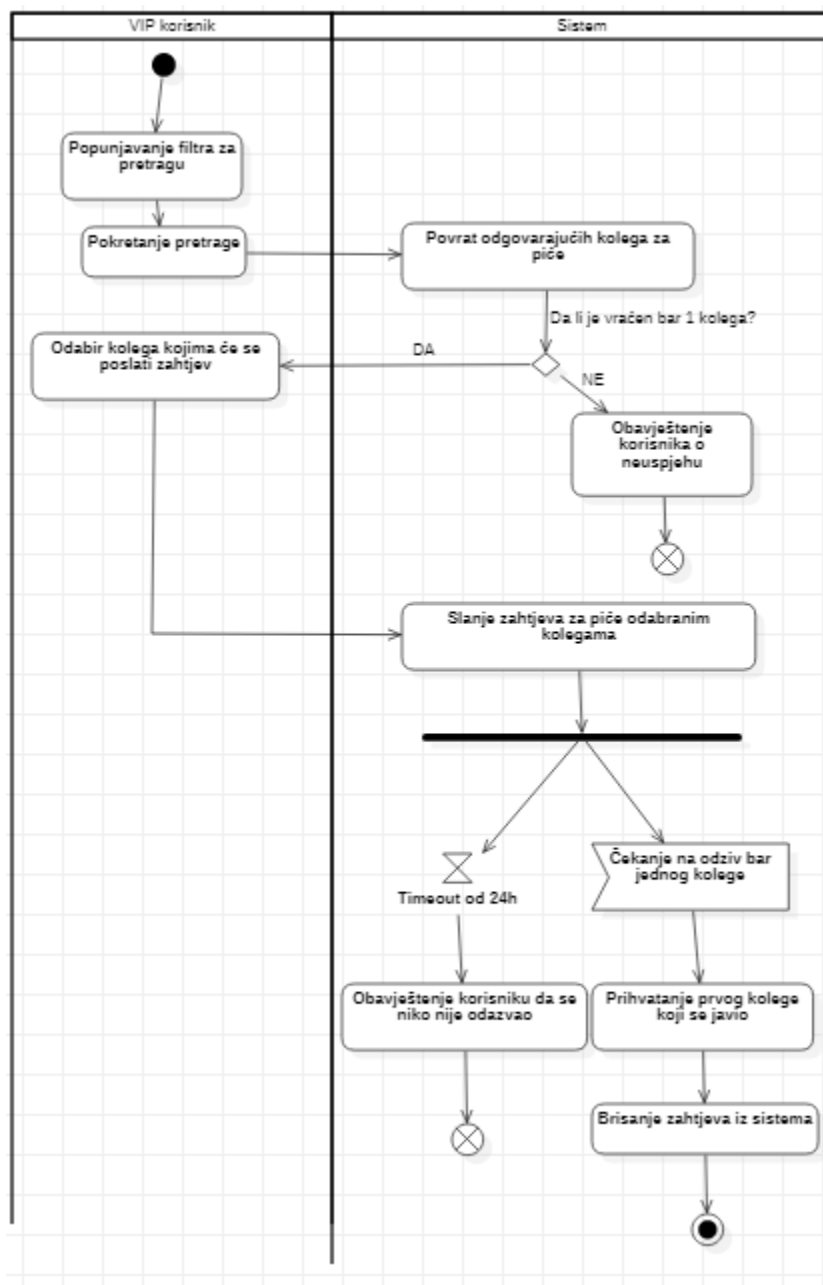 VIP korisnik
Sistem
Popunjavanje filtra za
pretragu
Pokretanje pretrage
Povrat odgovarajućih kolega za
piće
Da li je vraćen bar 1 kolega?
DA
NE
Odabir kolega kojima će se
poslati zahtjev
Obavještenje
korisnika o
neuspjehu
Slanje zahtjeva za piće odabranim
kolegama
Timeout od 24h
Čekanje na odziv bar
jednog kolege
Obavještenje korisniku da se
niko nije odazvao
Prihvatanje prvog kolege
koji se javio
Brisanje zahtjeva iz sistema